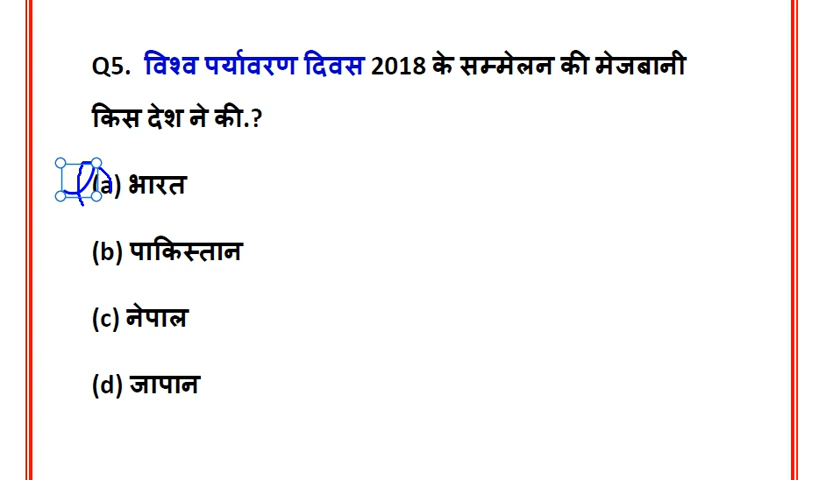 Q5. विश्व पर्यावरण दिवस 2018 के सम्मेलन की मेजबानी
किस देश ने की.?
(a) भारत
(b) पाकिस्तान
(c) नेपाल
(d) जापान